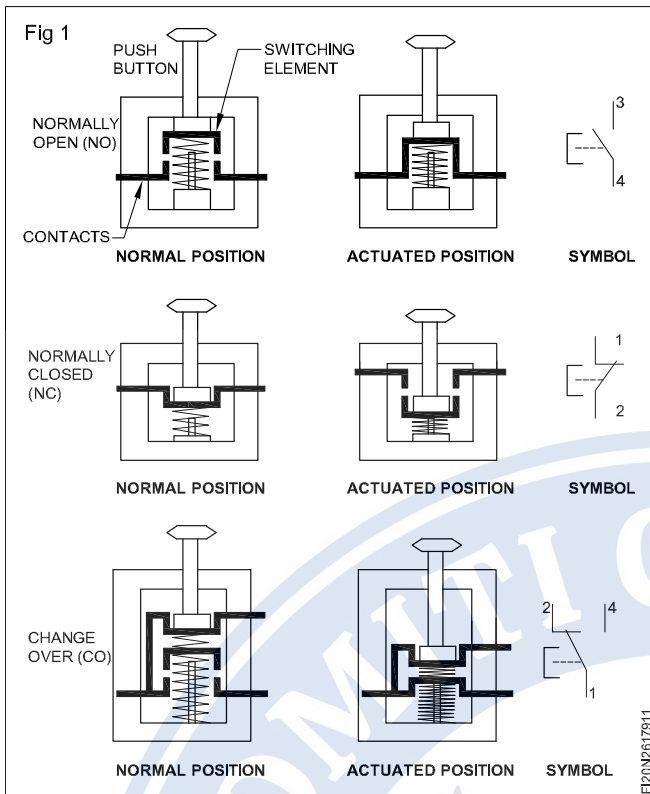 Fig 1
PUSH
BUTTON
SWITCHING
ELEMENT
NORMALLY
OPEN (NO)
3
4
CONTACTS
NORMAL POSITION
ACTUATED POSITION
SYMBOL
NORMALLY
CLOSED
(NC)
1
2
NORMAL POSITION
ACTUATED POSITION
SYMBOL
CHANGE
OVER (CO)
2
4
1
NORMAL POSITION
ACTUATED POSITION
SYMBOL
FI20N2617911
MITI